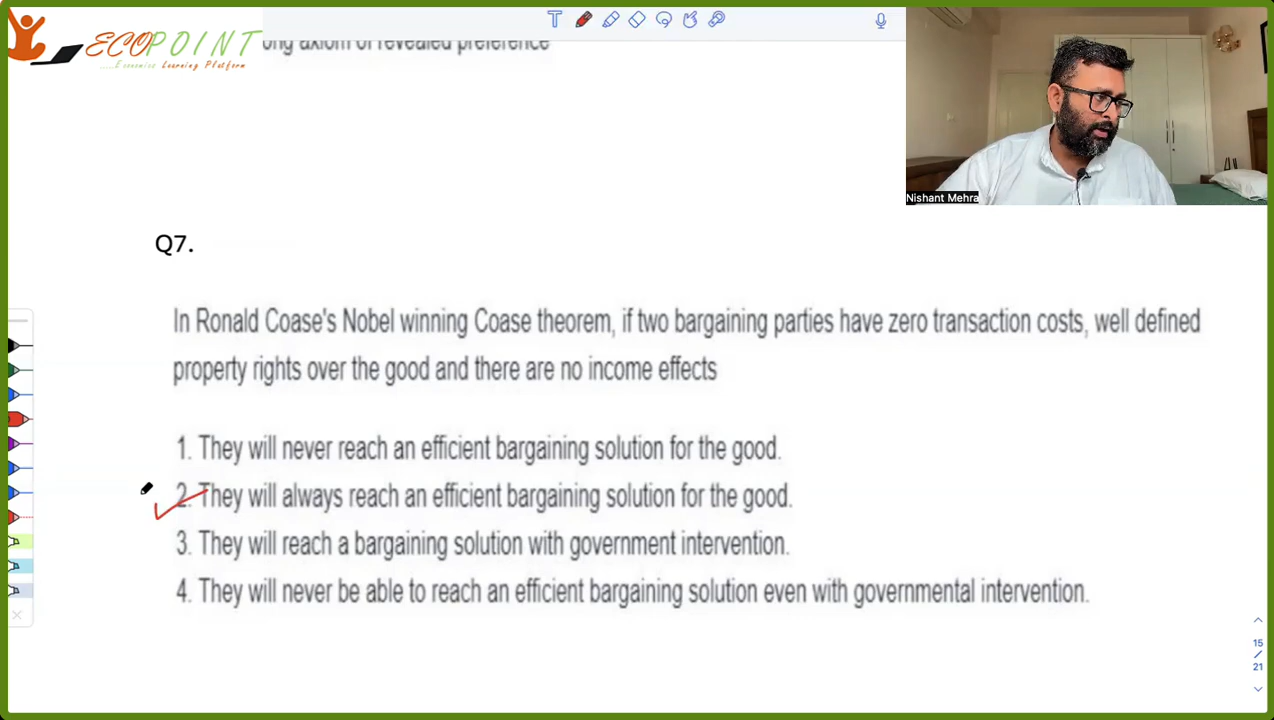 ECOPOINT
Economics Learning Platform
ong axiom of revealed preference
T
Nishant Mehra
Q7.
In Ronald Coase's Nobel winning Coase theorem, if two bargaining parties have zero transaction costs, well defined
property rights over the good and there are no income effects
1. They will never reach an efficient bargaining solution for the good.
2. They will always reach an efficient bargaining solution for the good.
3. They will reach a bargaining solution with government intervention.
4. They will never be able to reach an efficient bargaining solution even with governmental intervention.
15
/
21